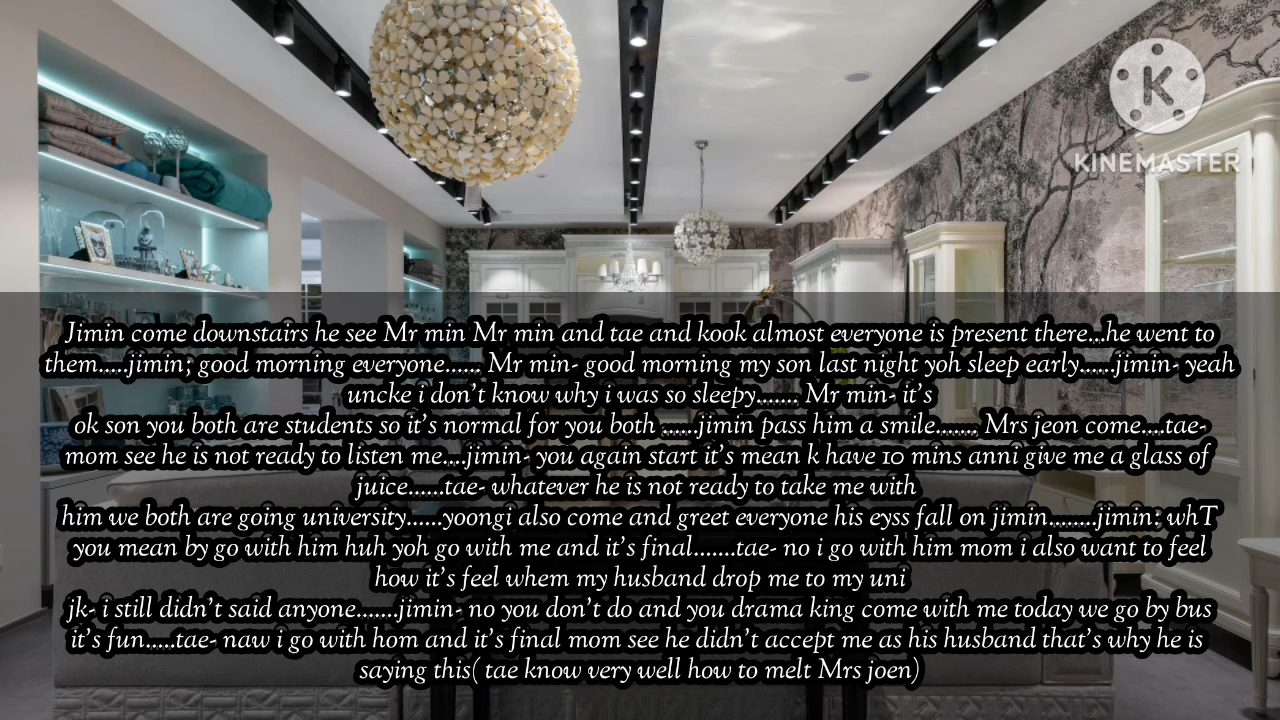 K
KINEMASTER
Jimin come downstairs he see Mr min Mr min and tae and kook almost everyone is present there...he went to
them.....jimin; good morning everyone...... Mr min- good morning my son last night yoh sleep early......jimin- yeah
uncke i don't know why i was so sleepy....... Mr min- it's
ok son you both are students so it's normal for you both ......jimin pass him a smile....... Mrs jeon come....tae-
mom see he is not ready to listen me....jimin- you again start it's mean k have 10 mins anni give me a glass of
juice......tae- whatever he is not ready to take me with
him we both are going university......yoongi also come and greet everyone his eyss fall on jimin........jimin: whT
you mean by go with him huh yoh go with me and it's final.......tae- no i go with him mom i also want to feel
how it's feel whem my husband drop me to my uni
jk- i still didn't said anyone.......jimin- no you don't do and you drama king come with me today we go by bus
it's fun.....tae- naw i go with hom and it's final mom see he didn't accept me as his husband that's why he is
saying this( tae know very well how to melt Mrs joen)